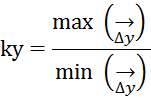 ky = max (→Δy) / min (→Δy)